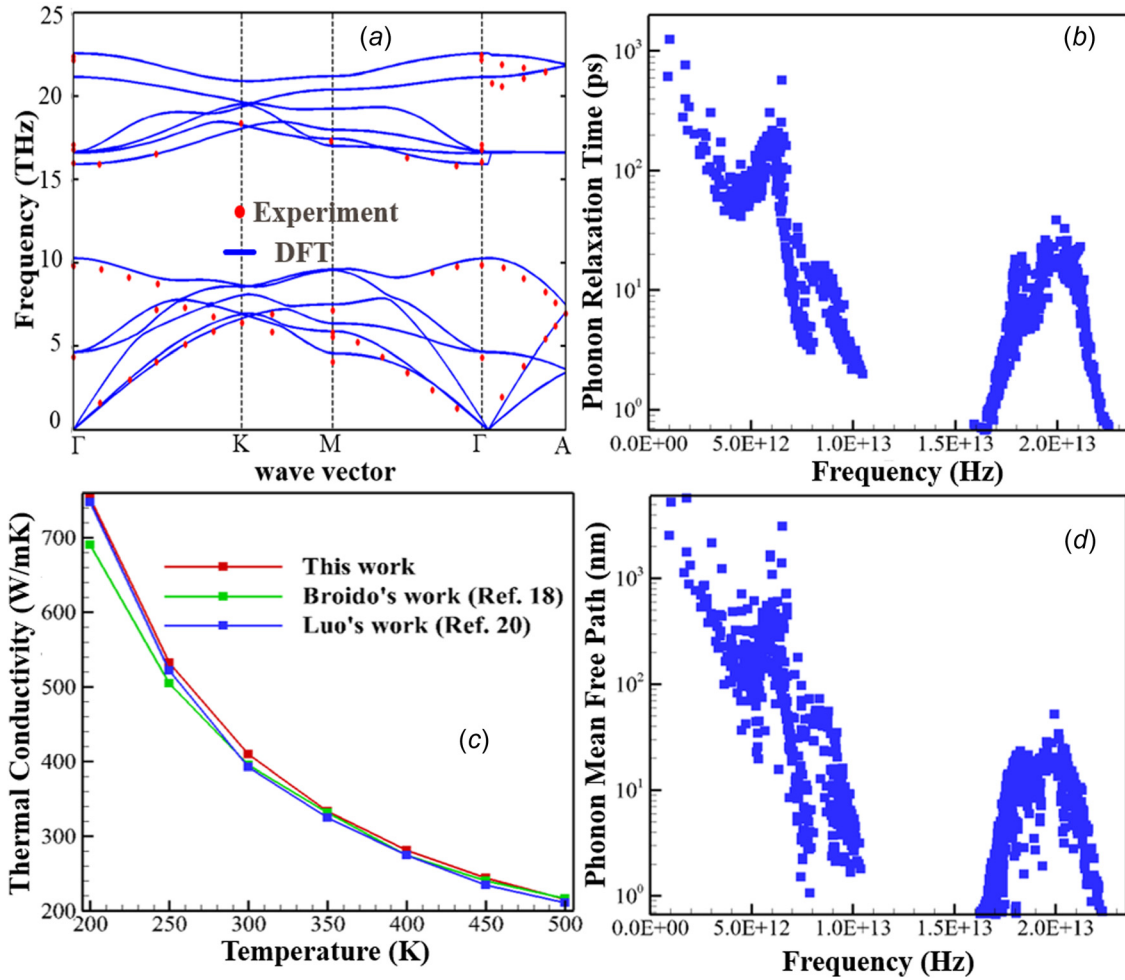 (a)
Frequency (THz)
25
20
15
10
5
0
Experiment
DFT
Γ K M Γ A
wave vector
(b)
Phonon Relaxation Time (ps)
10³
10²
10¹
10⁰
0.0E+00 5.0E+12 1.0E+13 1.5E+13 2.0E+13
Frequency (Hz)
(c)
Thermal Conductivity (W/mK)
700
600
500
400
300
200
This work
Broido's work (Ref. 18)
Luo's work (Ref. 20)
200 250 300 350 400 450 500
Temperature (K)
(d)
Phonon Mean Free Path (nm)
10³
10²
10¹
10⁰
0.0E+00 5.0E+12 1.0E+13 1.5E+13 2.0E+13
Frequency (Hz)